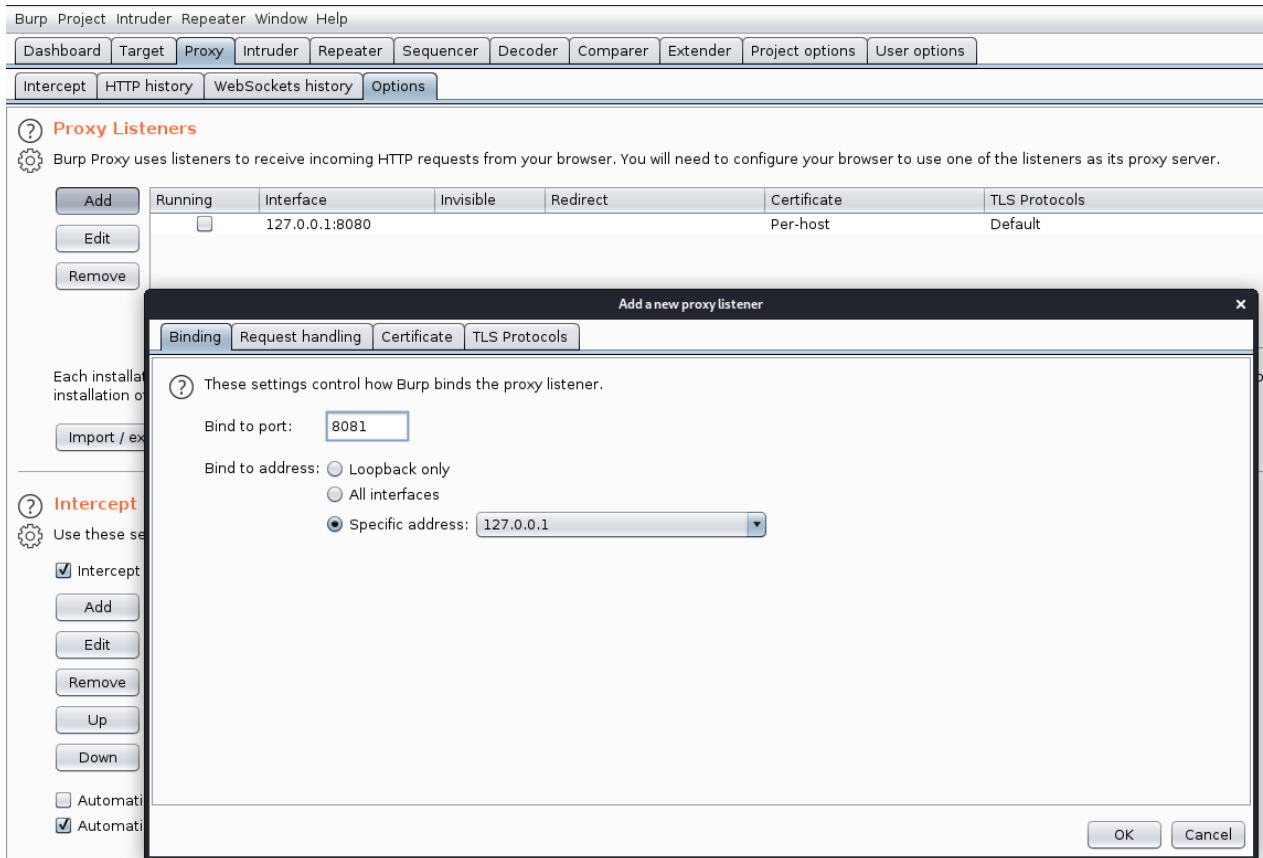 Burp Project Intruder Repeater Window Help
Dashboard Target Proxy Intruder Repeater Sequencer Decoder Comparer Extender Project options User options
Intercept HTTP history WebSockets history Options
? Proxy Listeners
Burp Proxy uses listeners to receive incoming HTTP requests from your browser. You will need to configure your browser to use one of the listeners as its proxy server.
Add Running Interface Invisible Redirect Certificate TLS Protocols
127.0.0.1:8080 Per-host Default
Edit
Remove
Add a new proxy listener ×
Binding Request handling Certificate TLS Protocols
Each installat
installation o
? These settings control how Burp binds the proxy listener.
Bind to port: 8081
Import / ex
Bind to address: Loopback only
All interfaces
Specific address: 127.0.0.1
? Intercept
Use these se
Intercept
Add
Edit
Remove
Up
Down
Automati
Automati
OK Cancel